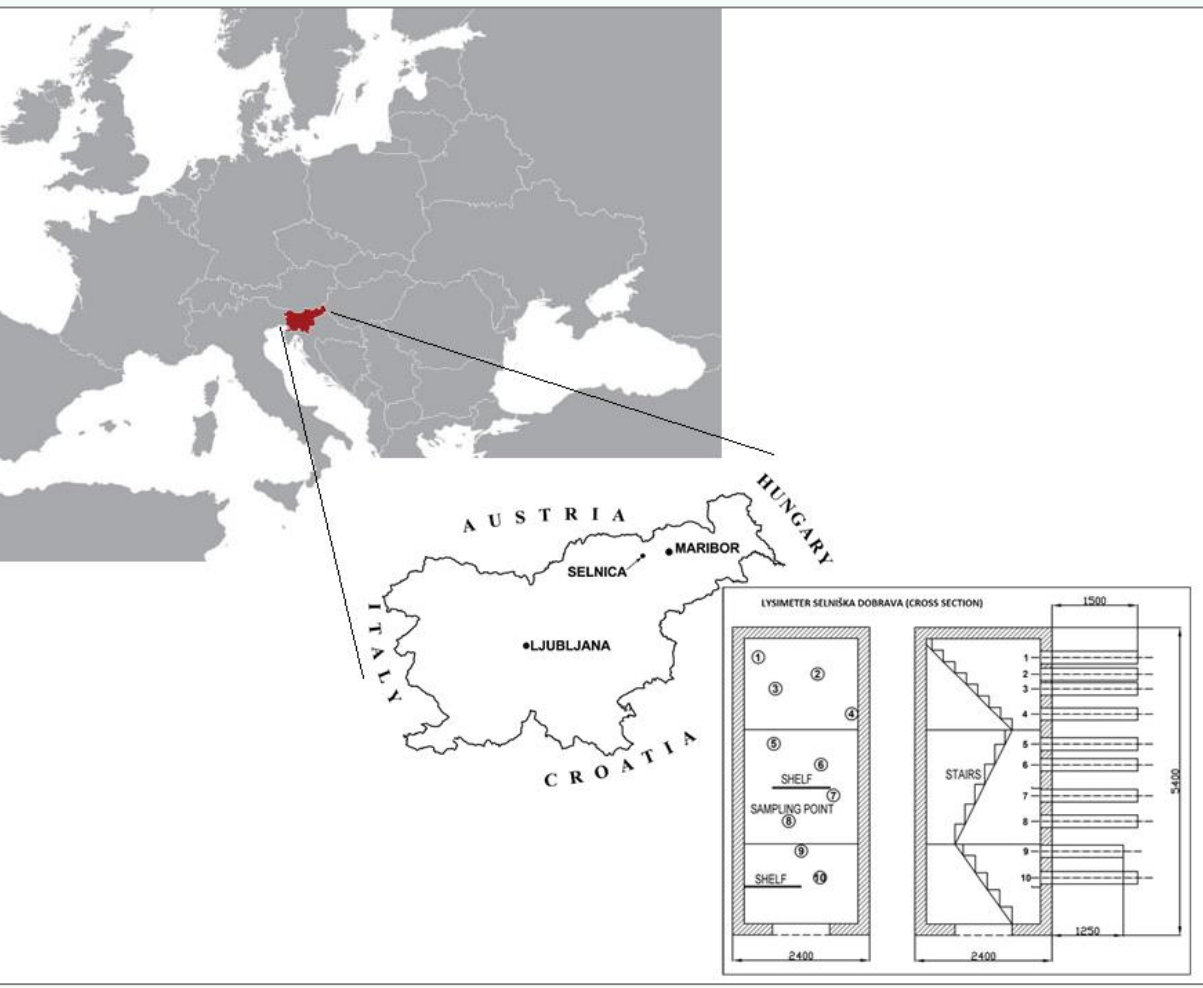 AUSTRIA
HUNGARY
MARIBOR
SELNICA
ITALY
LJUBLJANA
CROATIA
LYSIMETER SELNIŠKA DOBRAVA (CROSS SECTION)
1500
1
2
3
4
5
6
SHELF
7
SAMPLING POINT
8
9
SHELF
10
2400
1
2
3
4
5
6
STAIRS
7
8
9
10
5400
1250
2400